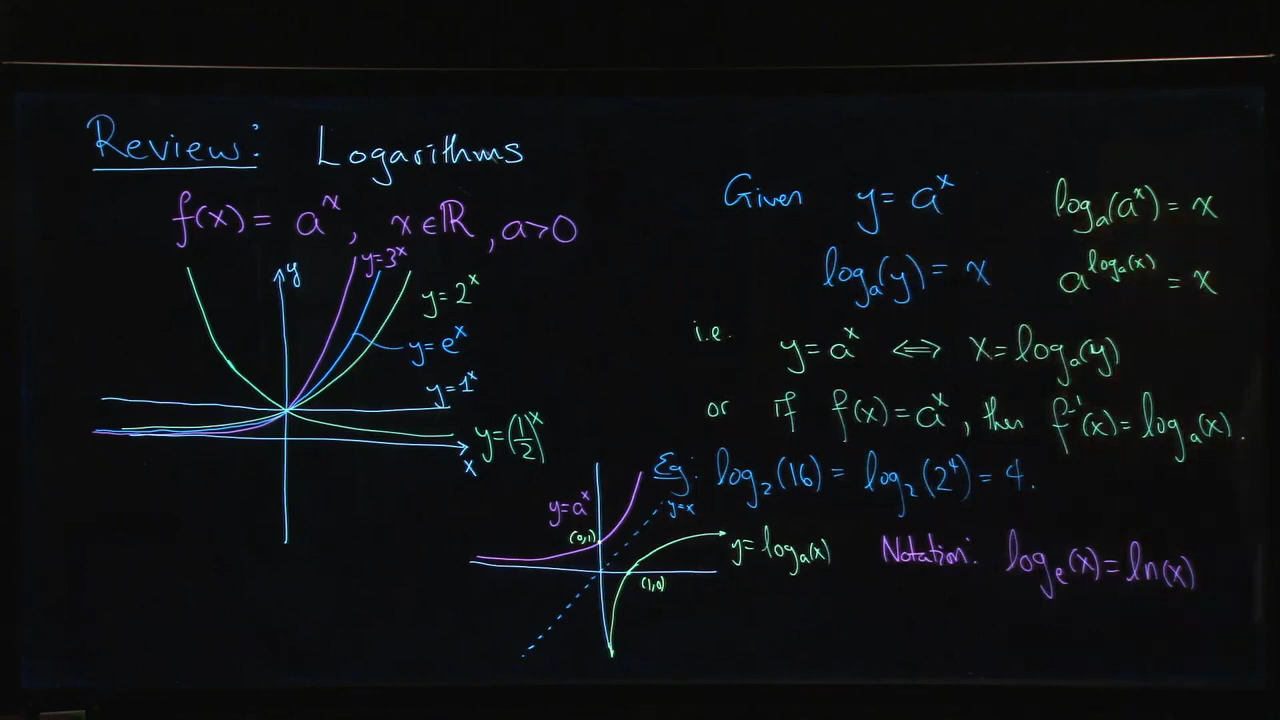 Review: Logarithms
f(x) = a^x, x ∈ ℝ, a>0
y
y=3^x
y=2^x
y=e^x
y=1^x
y=(1/2)^x
x
Given y=a^x
log_a(y) = x
log_a(a^x) = x
a^(log_a(x)) = x
i.e. y=a^x ⇔ x=log_a(y)
or if f(x)=a^x, then f^-1(x)=log_a(x).
Eg: log_2(16) = log_2(2^4) = 4.
y=a^x
y=x
(0,1)
y=log_a(x)
(1,0)
Notation: log_e(x)=ln(x)